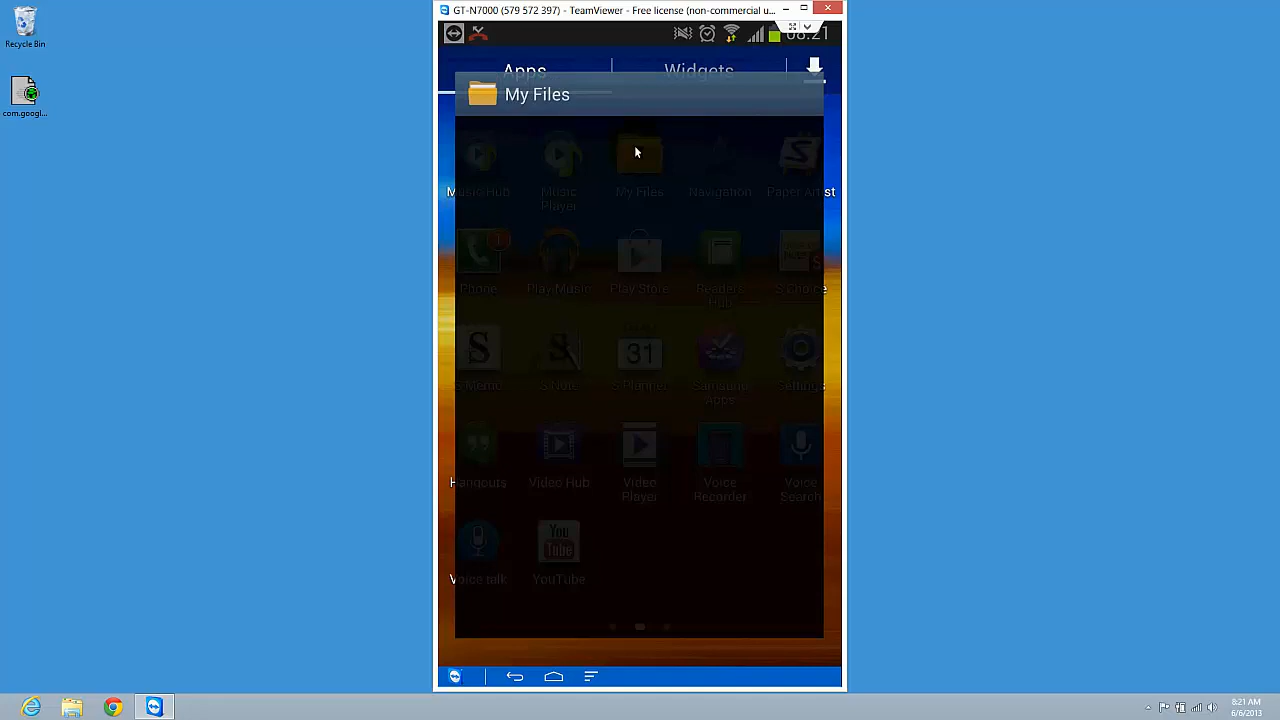 GT-N7000 (579 572 397) - TeamViewer - Free license (non-commercial u...
Recycle Bin
com.googl...
08:21
Apps
Widgets
My Files
Music Hub
Music Player
My Files
Navigation
Paper Artist
1
Phone
Play Music
Play Store
Readers Hub
S Choice
31
S Memo
S Note
S Planner
Samsung Apps
Settings
Hangouts
Video Hub
Video Player
Voice Recorder
Voice Search
You
Tube
Voice talk
YouTube
8:21 AM
6/6/2013